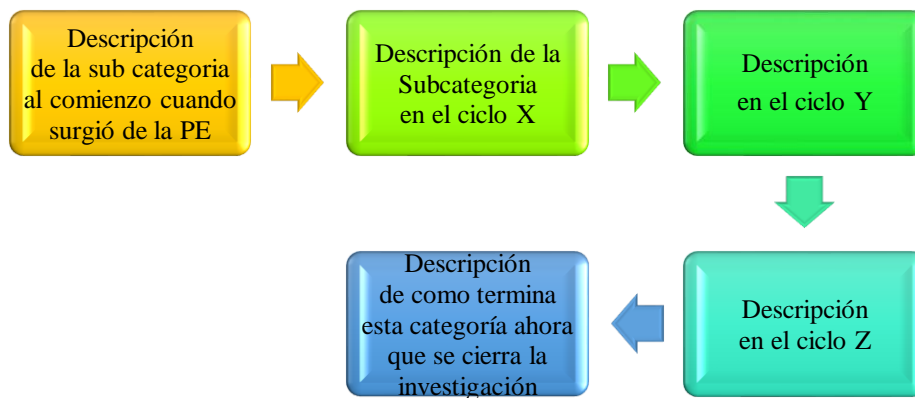 Descripción
de la sub categoria
al comienzo cuando
surgió de la PE
Descripción de la
Subcategoria
en el ciclo X
Descripción
en el ciclo Y
Descripción
en el ciclo Z
Descripción
de como termina
esta categoría ahora
que se cierra la
investigación